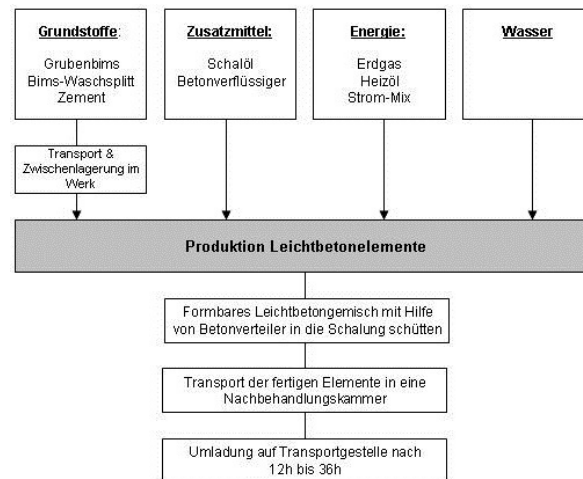 Grundstoffe:
Grubenbims
Bims-Waschsplitt
Zement
Transport &
Zwischenlagerung im
Werk
Zusatzmittel:
Schalöl
Betonverflüssiger
Energie:
Erdgas
Heizöl
Strom-Mix
Wasser
Produktion Leichtbetonelemente
Formbares Leichtbetongemisch mit Hilfe
von Betonverteiler in die Schalung schütten
Transport der fertigen Elemente in eine
Nachbehandlungskammer
Umladung auf Transportgestelle nach
12h bis 36h